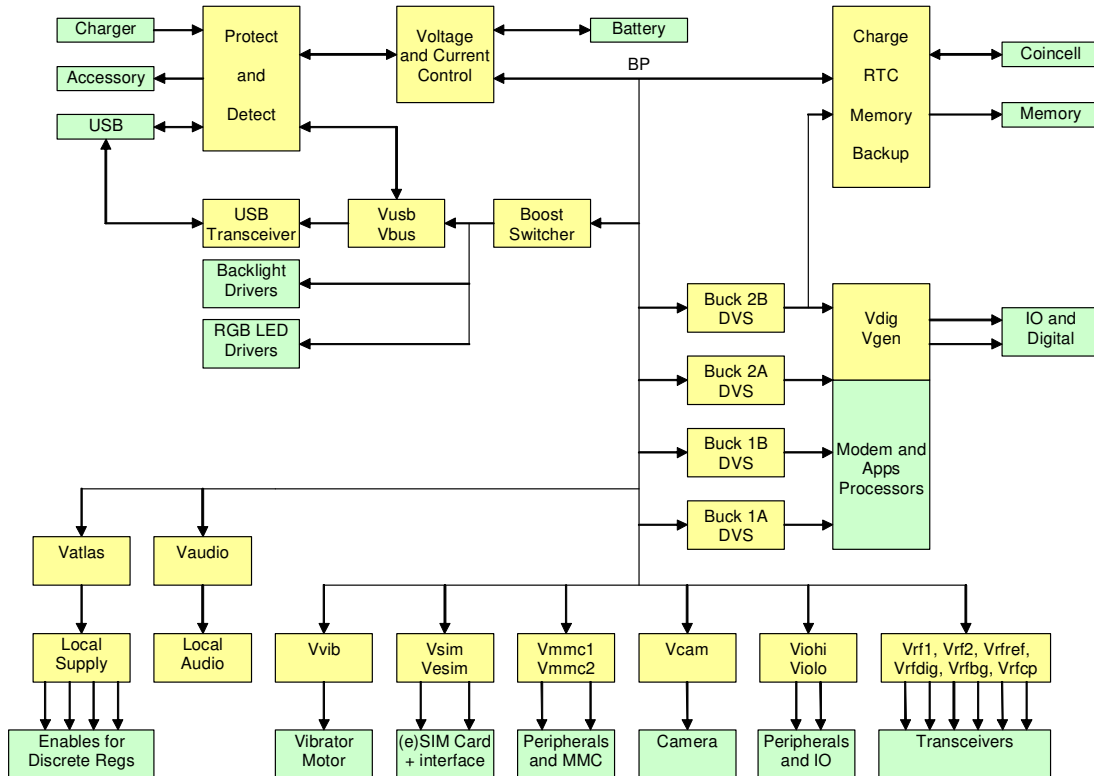 Charger
Accessory
USB
Protect
and
Detect
Voltage
and Current
Control
Battery
BP
Charge
RTC
Memory
Backup
Coincell
Memory
USB
Transceiver
Vusb
Vbus
Boost
Switcher
Backlight
Drivers
RGB LED
Drivers
Buck 2B
DVS
Vdig
Vgen
IO and
Digital
Buck 2A
DVS
Buck 1B
DVS
Modem and
Apps
Processors
Buck 1A
DVS
Vatlas
Vaudio
Local
Supply
Local
Audio
Vvib
Vsim
Vesim
Vmmc1
Vmmc2
Vcam
Viohi
Violo
Vrf1, Vrf2, Vrfref,
Vrfdig, Vrfbg, Vrfcp
Enables for
Discrete Regs
Vibrator
Motor
(e)SIM Card
+ interface
Peripherals
and MMC
Camera
Peripherals
and IO
Transceivers